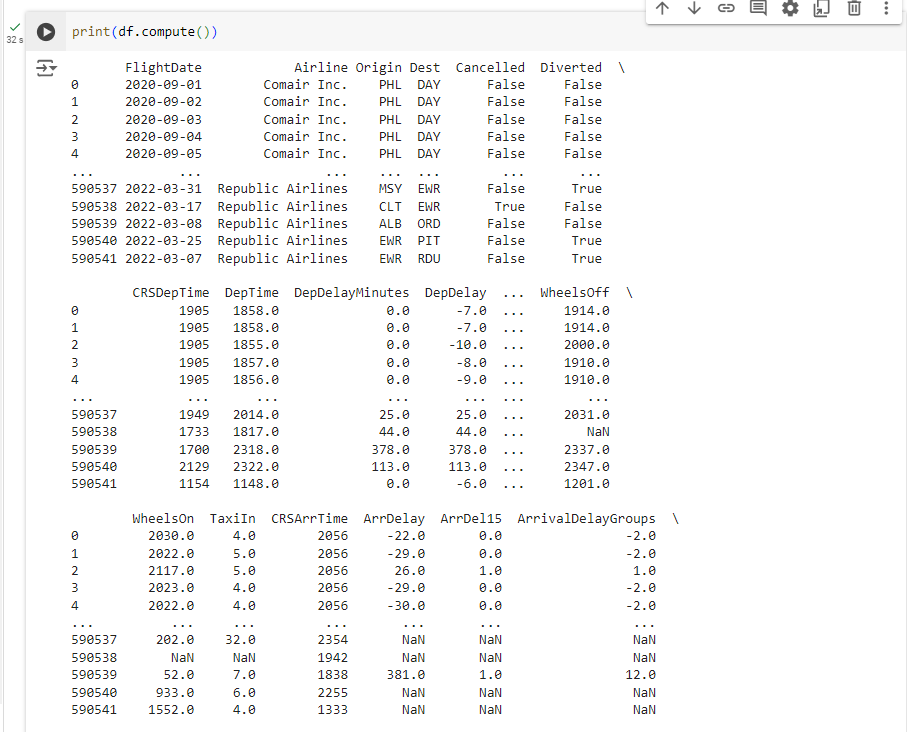 32 s
print(df.compute())
FlightDate Airline Origin Dest Cancelled Diverted \
0 2020-09-01 Comair Inc. PHL DAY False False
1 2020-09-02 Comair Inc. PHL DAY False False
2 2020-09-03 Comair Inc. PHL DAY False False
3 2020-09-04 Comair Inc. PHL DAY False False
4 2020-09-05 Comair Inc. PHL DAY False False
... ... ... ... ... ... ...
590537 2022-03-31 Republic Airlines MSY EWR False True
590538 2022-03-17 Republic Airlines CLT EWR True False
590539 2022-03-08 Republic Airlines ALB ORD False False
590540 2022-03-25 Republic Airlines EWR PIT False True
590541 2022-03-07 Republic Airlines EWR RDU False True
CRSDepTime DepTime DepDelayMinutes DepDelay ... WheelsOff \
0 1905 1858.0 0.0 -7.0 ... 1914.0
1 1905 1858.0 0.0 -7.0 ... 1914.0
2 1905 1855.0 0.0 -10.0 ... 2000.0
3 1905 1857.0 0.0 -8.0 ... 1910.0
4 1905 1856.0 0.0 -9.0 ... 1910.0
... ... ... ... ... ... ...
590537 1949 2014.0 25.0 25.0 ... 2031.0
590538 1733 1817.0 44.0 44.0 ... NaN
590539 1700 2318.0 378.0 378.0 ... 2337.0
590540 2129 2322.0 113.0 113.0 ... 2347.0
590541 1154 1148.0 0.0 -6.0 ... 1201.0
WheelsOn TaxiIn CRSArrTime ArrDelay ArrDel15 ArrivalDelayGroups \
0 2030.0 4.0 2056 -22.0 0.0 -2.0
1 2022.0 5.0 2056 -29.0 0.0 -2.0
2 2117.0 5.0 2056 26.0 1.0 1.0
3 2023.0 4.0 2056 -29.0 0.0 -2.0
4 2022.0 4.0 2056 -30.0 0.0 -2.0
... ... ... ... ... ... ...
590537 202.0 32.0 2354 NaN NaN NaN
590538 NaN NaN 1942 NaN NaN NaN
590539 52.0 7.0 1838 381.0 1.0 12.0
590540 933.0 6.0 2255 NaN NaN NaN
590541 1552.0 4.0 1333 NaN NaN NaN